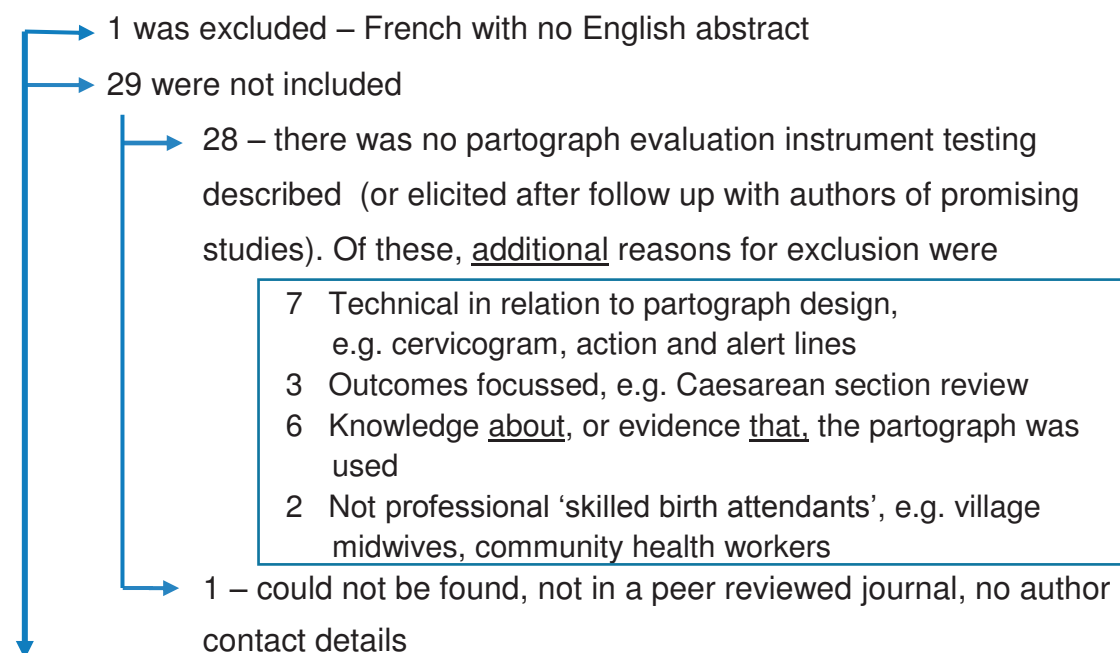 1 was excluded – French with no English abstract
29 were not included
28 – there was no partograph evaluation instrument testing
described (or elicited after follow up with authors of promising
studies). Of these, additional reasons for exclusion were
7 Technical in relation to partograph design,
e.g. cervicogram, action and alert lines
3 Outcomes focussed, e.g. Caesarean section review
6 Knowledge about, or evidence that, the partograph was
used
2 Not professional ‘skilled birth attendants’, e.g. village
midwives, community health workers
1 – could not be found, not in a peer reviewed journal, no author
contact details